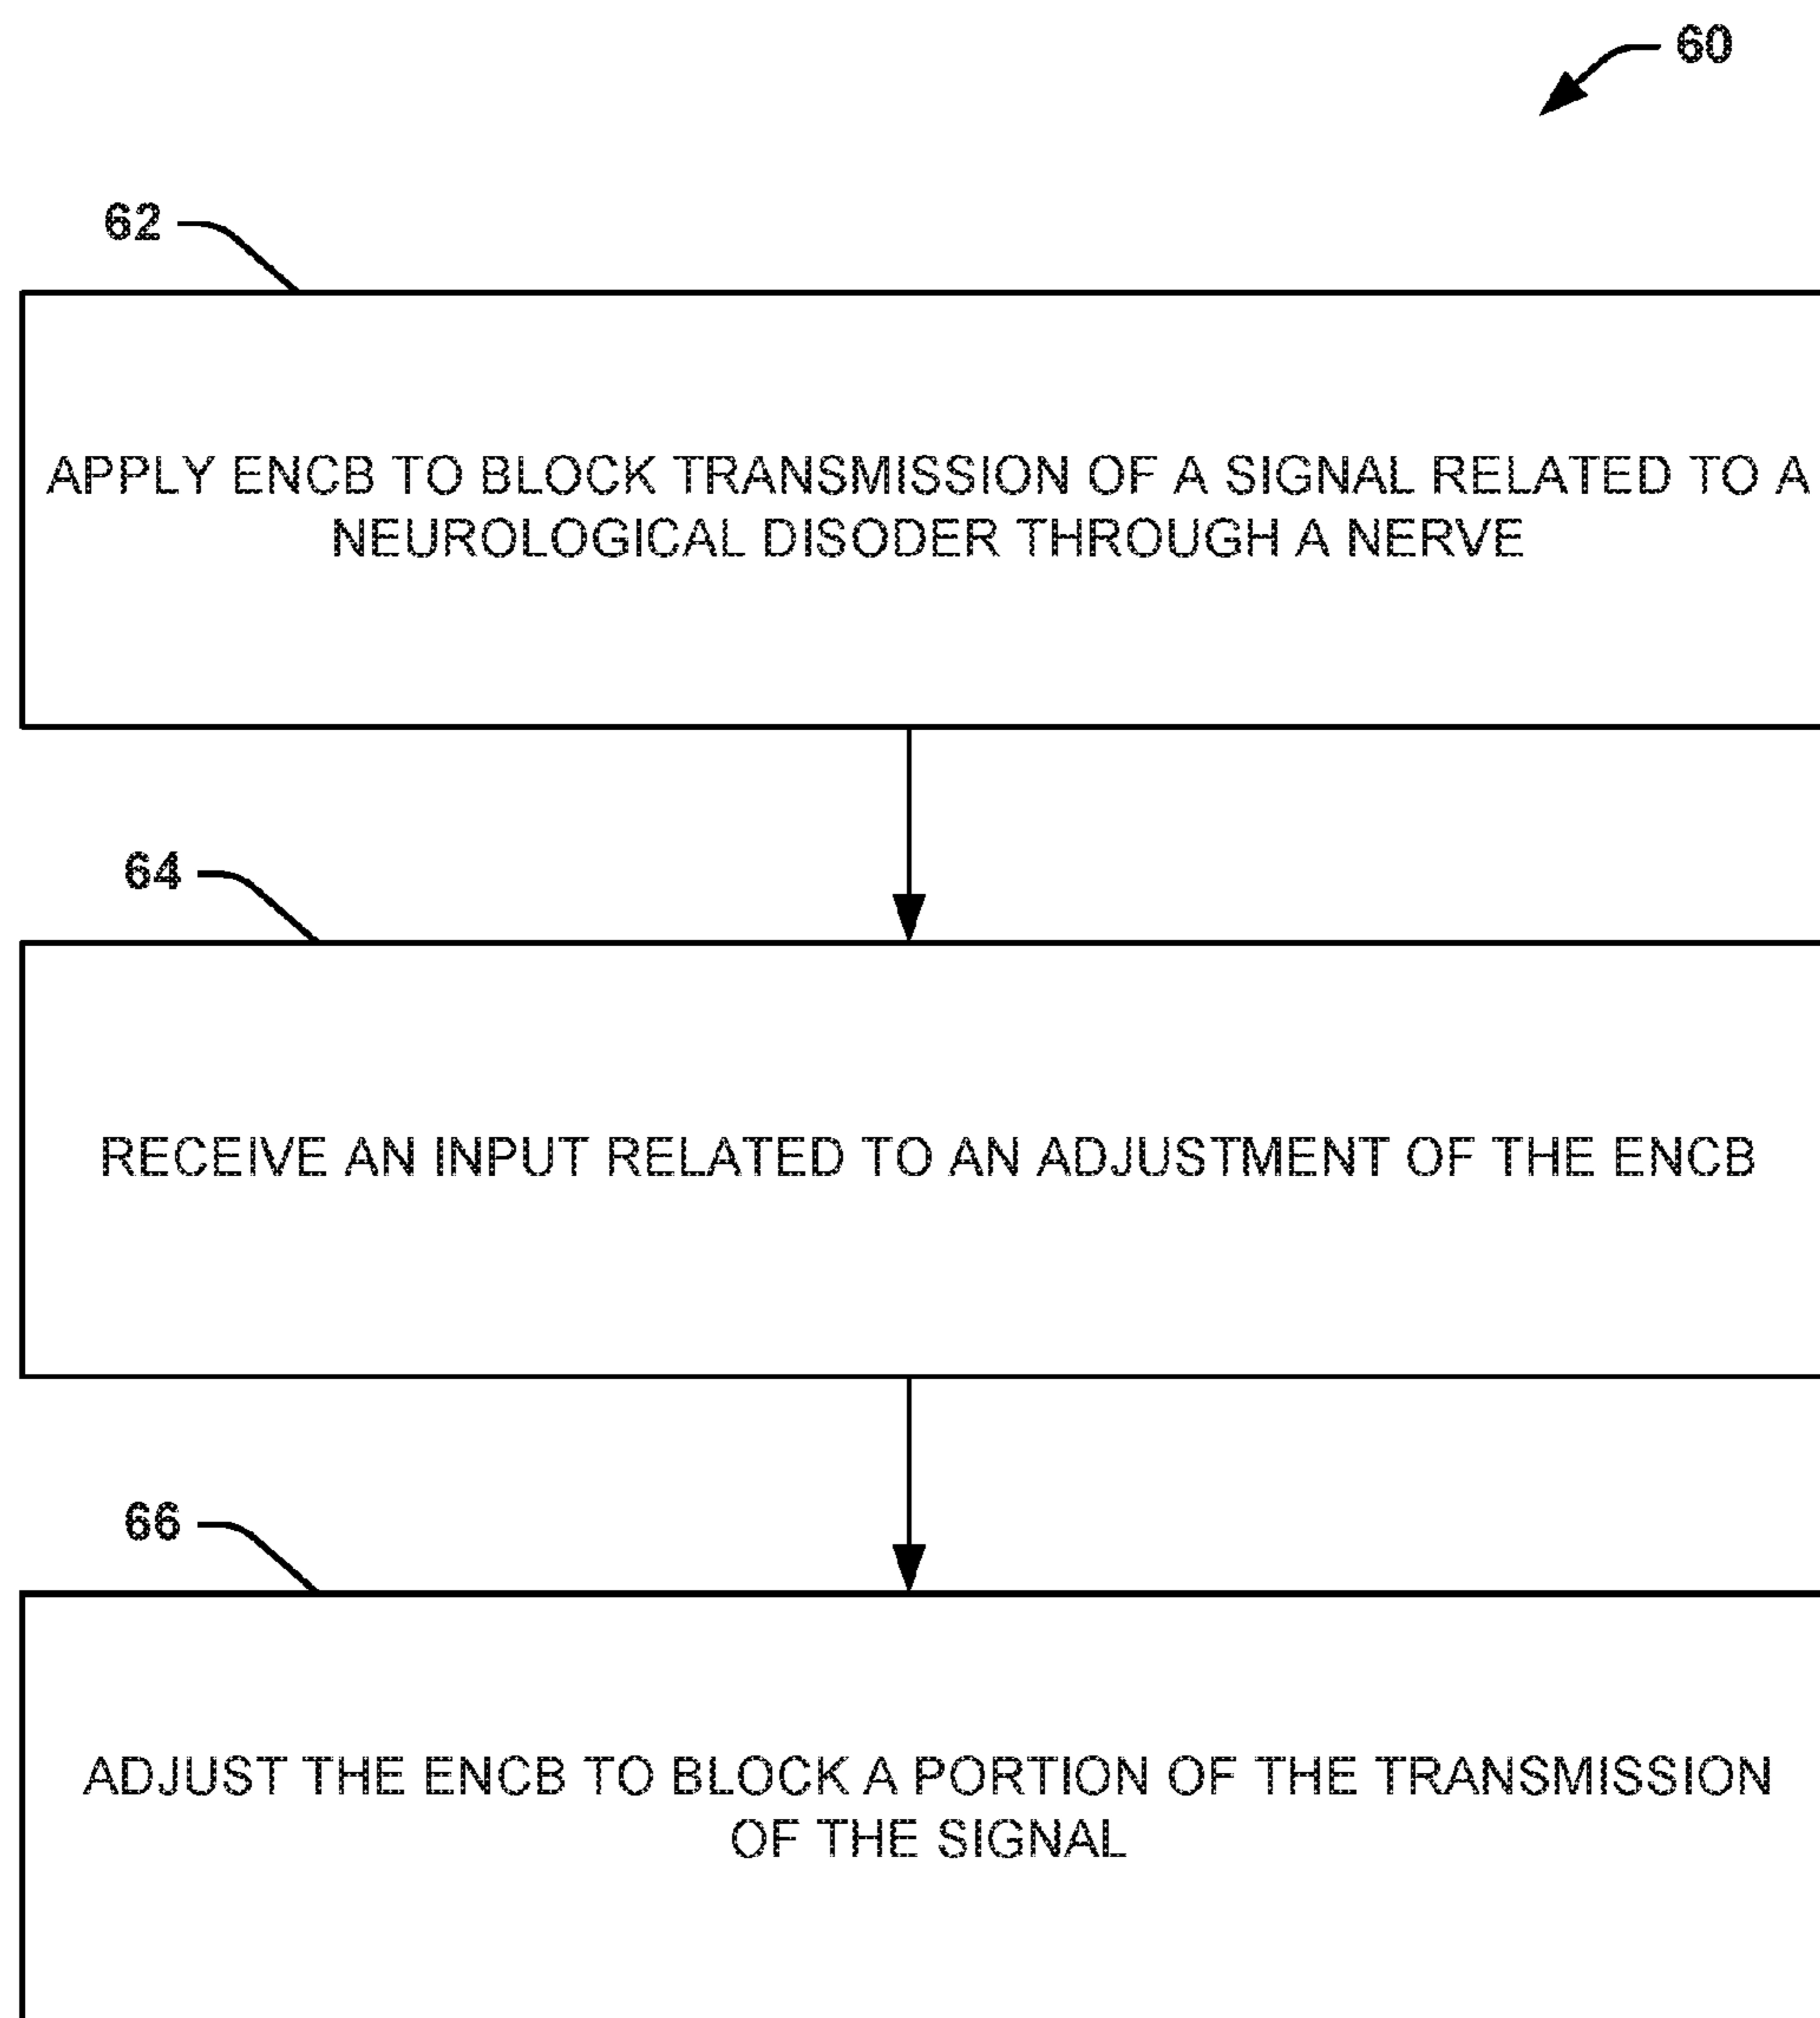 60
62
APPLY ENCB TO BLOCK TRANSMISSION OF A SIGNAL RELATED TO A
NEUROLOGICAL DISODER THROUGH A NERVE
64
RECEIVE AN INPUT RELATED TO AN ADJUSTMENT OF THE ENCB
66
ADJUST THE ENCB TO BLOCK A PORTION OF THE TRANSMISSION
OF THE SIGNAL